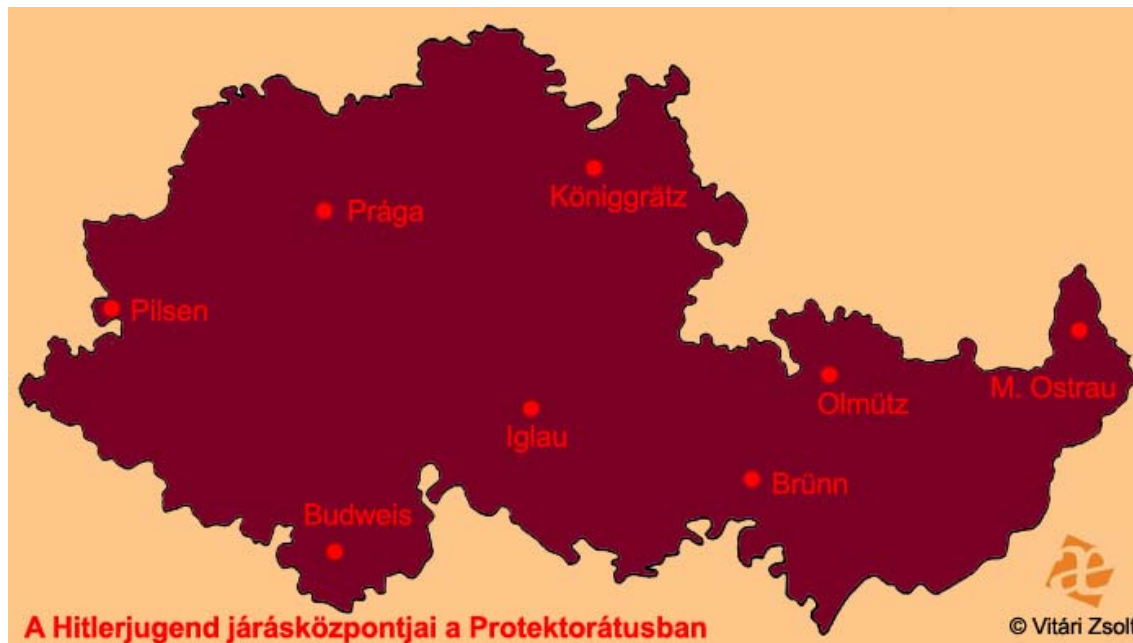 Königgrätz
Prága
Pilsen
M. Ostrau
Olmütz
Iglau
Brünn
Budweis
A Hitlerjugend járásközpontjai a Protektorátusban
© Vitári Zsolt